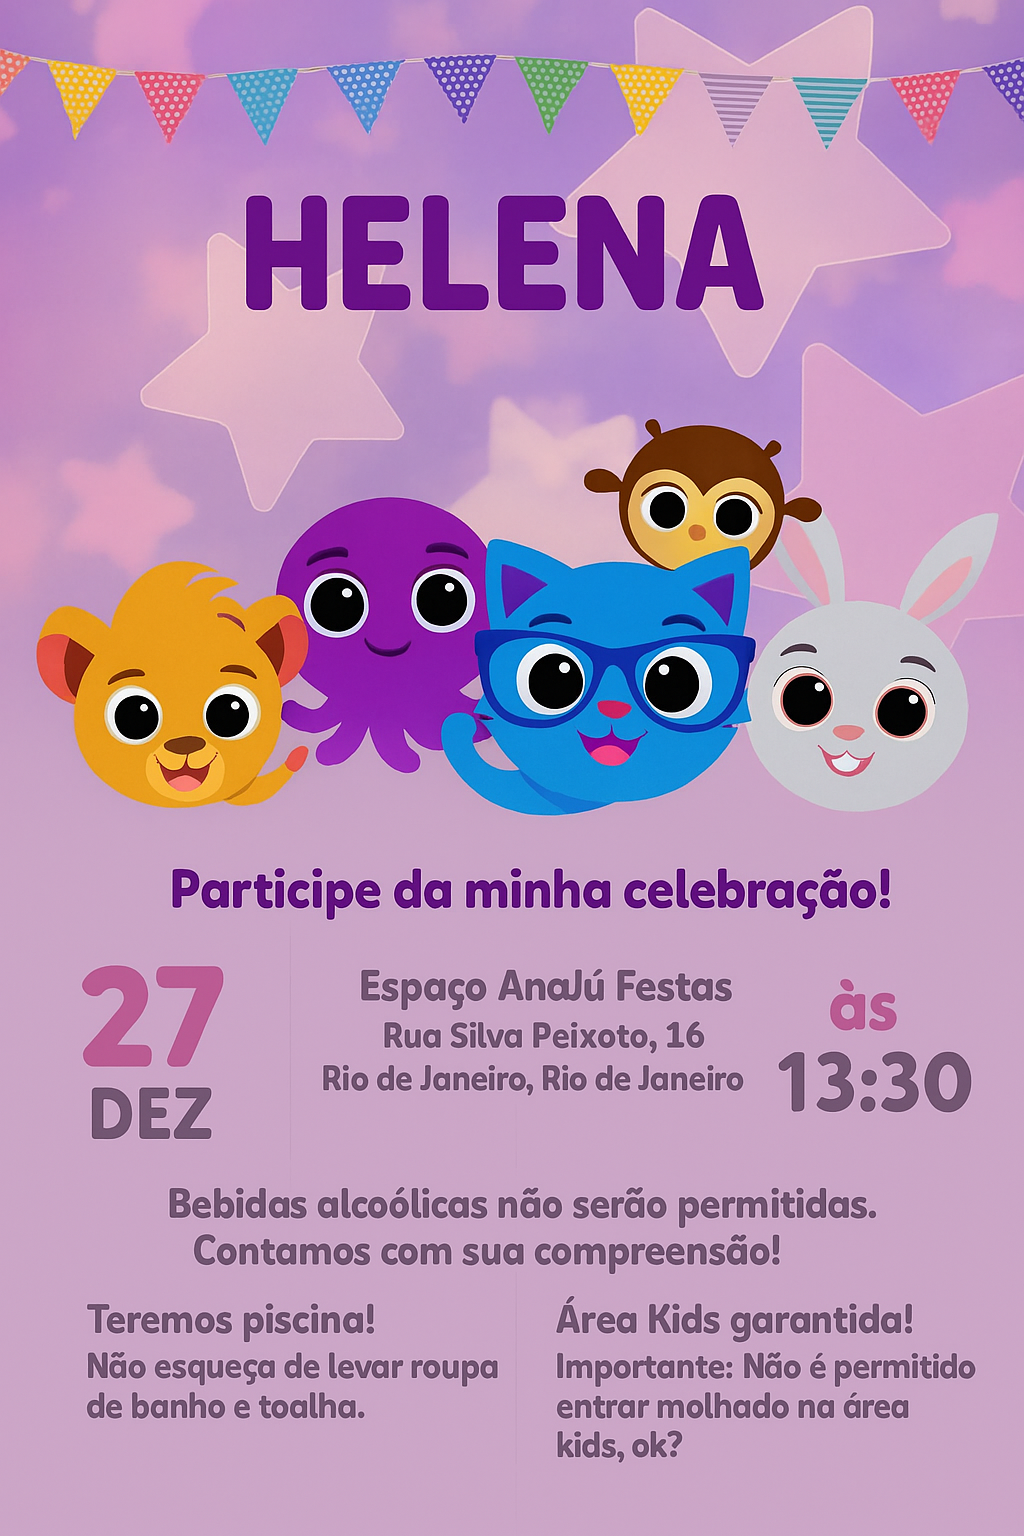 HELENA
Participe da minha celebração!
27
DEZ
Espaço AnaJú Festas
Rua Silva Peixoto, 16
Rio de Janeiro, Rio de Janeiro
às
13:30
Bebidas alcoólicas não serão permitidas.
Contamos com sua compreensão!
Teremos piscina!
Não esqueça de levar roupa
de banho e toalha.
Área Kids garantida!
Importante: Não é permitido
entrar molhado na área
kids, ok?